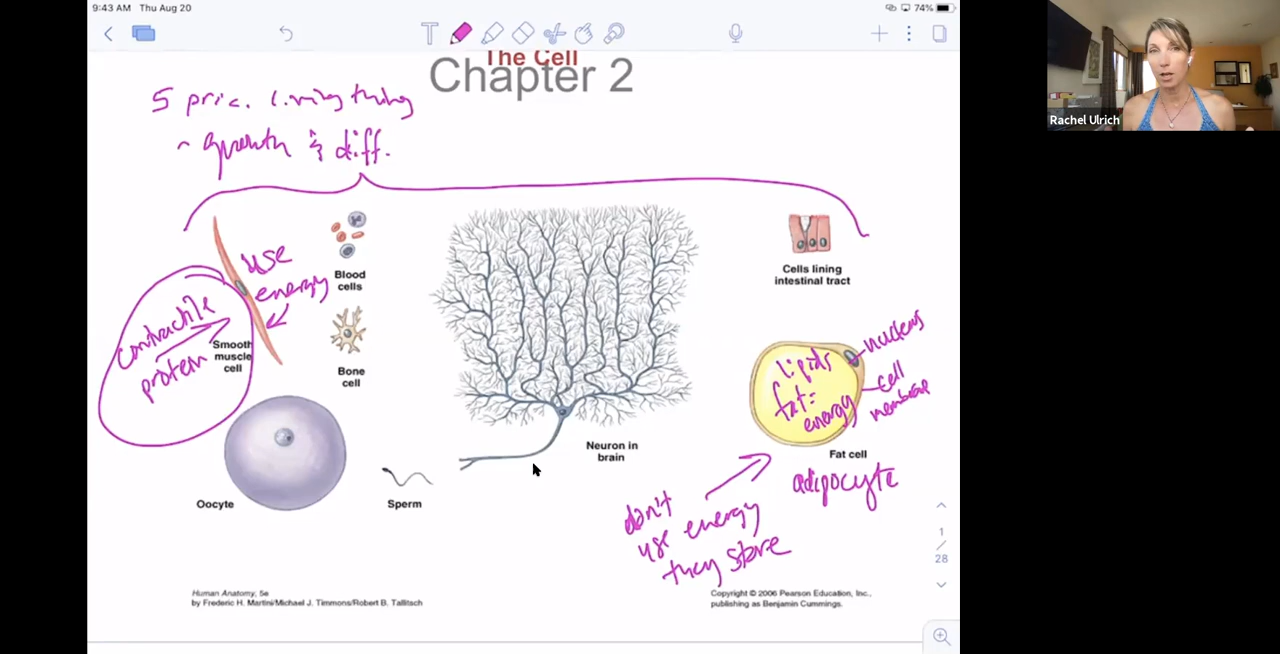 9:43 AM Thu Aug 20
74%
T
The Cell
Chapter 2
5 pric. living thing
~ growth & diff.
use
energy
Blood
cells
Cells lining
intestinal tract
contractile
protein
Smooth
muscle
cell
Bone
cell
lipids
fat=
energy
nucleus
cell
membrane
Neuron in
brain
Fat cell
adipocyte
Oocyte
Sperm
don't
use energy
they store
1
/
28
Human Anatomy, 5e
by Frederic H. Martini/Michael J. Timmons/Robert B. Tallitsch
Copyright © 2006 Pearson Education, Inc.,
publishing as Benjamin Cummings.
Rachel Ulrich